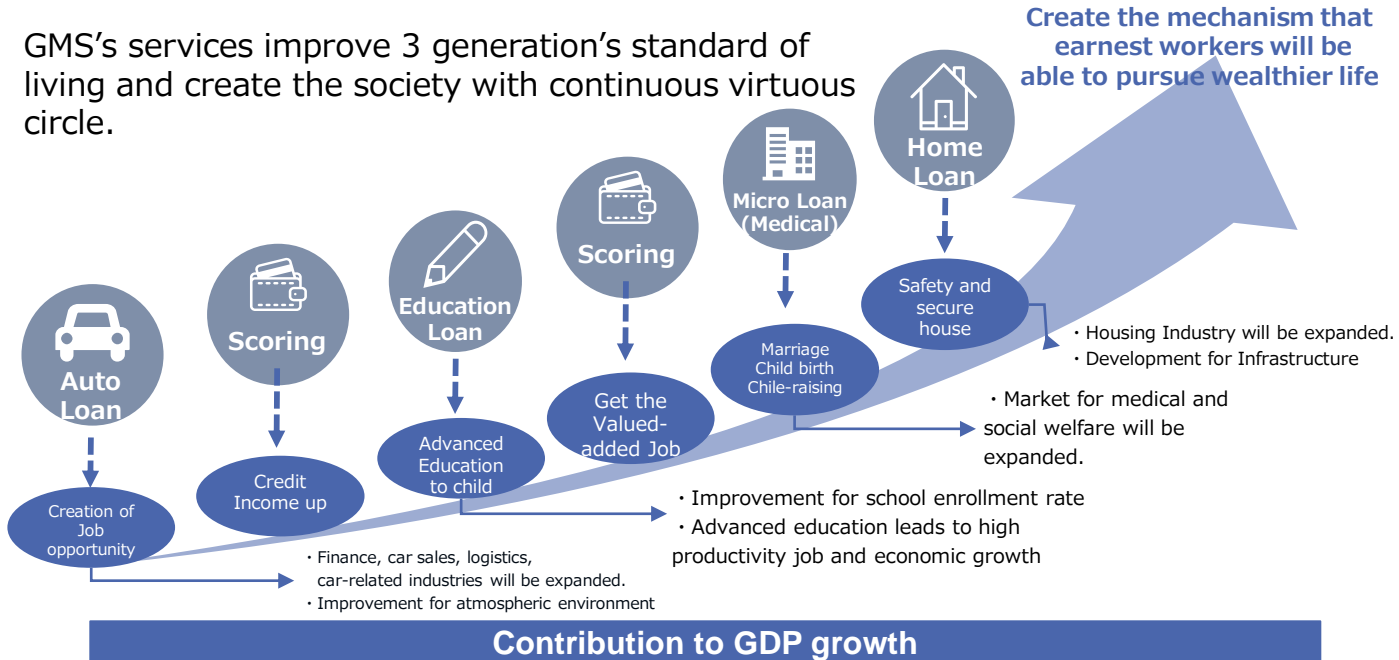 GMS's services improve 3 generation's standard of
living and create the society with continuous virtuous
circle.
Create the mechanism that
earnest workers will be
able to pursue wealthier life
Auto
Loan
Creation of
Job
opportunity
・Finance, car sales, logistics,
car-related industries will be expanded.
・Improvement for atmospheric environment
Scoring
Credit
Income up
Education
Loan
Advanced
Education
to child
・Improvement for school enrollment rate
・Advanced education leads to high
productivity job and economic growth
Scoring
Get the
Valued-
added Job
Micro Loan
(Medical)
Marriage
Child birth
Chile-raising
・Market for medical and
social welfare will be
expanded.
Home
Loan
Safety and
secure
house
・Housing Industry will be expanded.
・Development for Infrastructure
Contribution to GDP growth